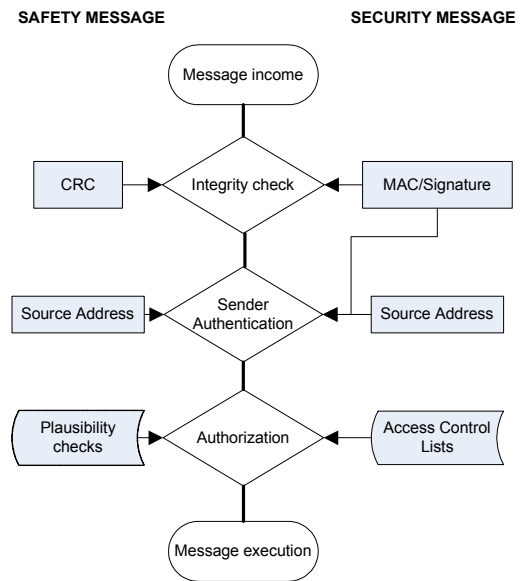 SAFETY MESSAGE
SECURITY MESSAGE
Message income
CRC
Integrity check
MAC/Signature
Source Address
Sender
Authentication
Source Address
Plausibility
checks
Authorization
Access Control
Lists
Message execution